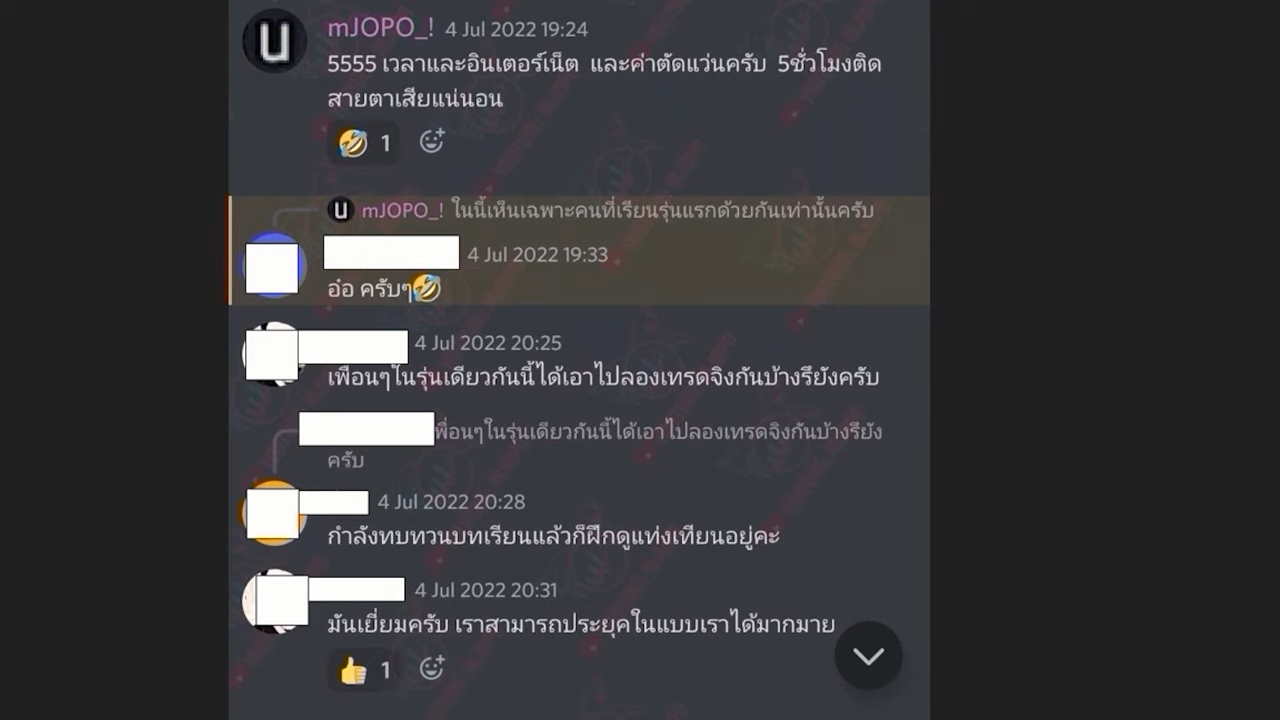 mJOPO_! 4 Jul 2022 19:24
5555 เวลาและอินเตอร์เน็ต และค่าตัดแว่นครับ 5ชั่วโมงติด
สายตาเสียแน่นอน
🤣 1
U mJOPO_! ในนี้เห็นเฉพาะคนที่เรียนรุ่นแรกด้วยกันเท่านั้นครับ
4 Jul 2022 19:33
อ๋อ ครับๆ🤣
4 Jul 2022 20:25
เพื่อนๆในรุ่นเดียวกันนี้ได้เอาไปลองเทรดจิงกันบ้างรึยังครับ
พื่อนๆในรุ่นเดียวกันนี้ได้เอาไปลองเทรดจิงกันบ้างรึยัง
ครับ
4 Jul 2022 20:28
กำลังทบทวนบทเรียนแล้วก็ฝึกดูแท่งเทียนอยู่คะ
4 Jul 2022 20:31
มันเยี่ยมครับ เราสามารถประยุคในแบบเราได้มากมาย
👍 1